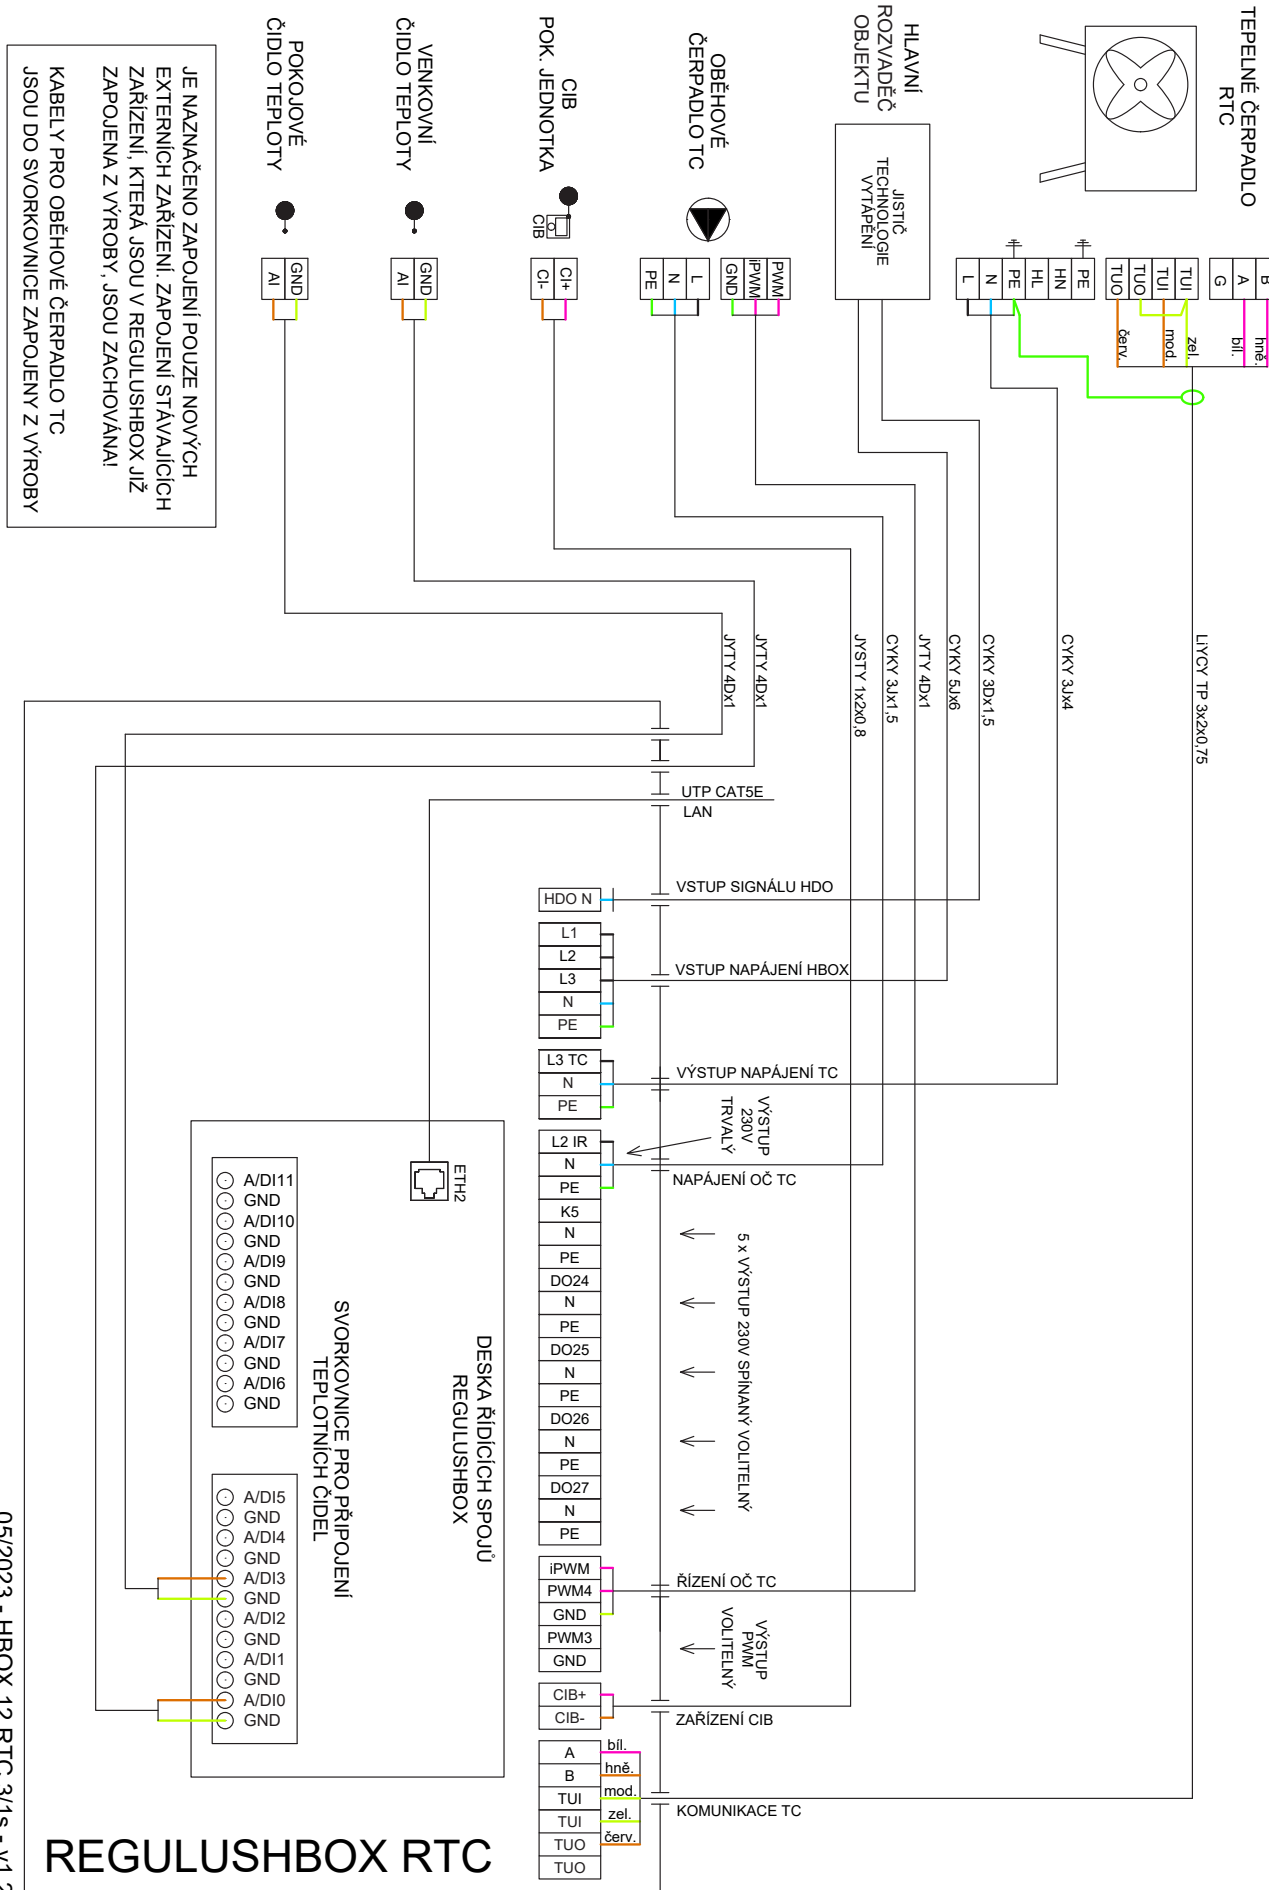 TEPELNÉ ČERPADLO
RTC
HLAVNÍ
ROZVADĚČ
OBJEKTU
JISTIČ
TECHNOLOGIE
VYTÁPĚNÍ
OBĚHOVÉ
ČERPADLO TC
CIB
POK. JEDNOTKA
CIB
VENKOVNÍ
ČIDLO TEPLOTY
POKOJOVÉ
ČIDLO TEPLOTY
JE NAZNAČENO ZAPOJENÍ POUZE NOVÝCH
EXTERNÍCH ZAŘÍZENÍ. ZAPOJENÍ STÁVAJÍCÍCH
ZAŘÍZENÍ, KTERÁ JSOU V REGULUSHBOX JIŽ
ZAPOJENA Z VÝROBY, JSOU ZACHOVÁNA!
KABELY PRO OBĚHOVÉ ČERPADLO TC
JSOU DO SVORKOVNICE ZAPOJENY Z VÝROBY
B
A
G
TUI
TUI
TUO
TUO
PE
HN
HL
PE
N
L
PWM
iPWM
GND
L
N
PE
CI+
CI-
GND
AI
GND
AI
hně.
bíl.
zel.
mod.
červ.
LiYCY TP 3x2x0,75
CYKY 3Jx4
CYKY 3Dx1,5
CYKY 5Jx6
JYTY 4Dx1
CYKY 3Jx1,5
JYSTY 1x2x0,8
JYTY 4Dx1
JYTY 4Dx1
UTP CAT5E
LAN
HDO N
VSTUP SIGNÁLU HDO
L1
L2
L3
N
PE
VSTUP NAPÁJENÍ HBOX
L3 TC
N
PE
VÝSTUP NAPÁJENÍ TC
VÝSTUP
230V
TRVALÝ
L2 IR
N
PE
NAPÁJENÍ OČ TC
K5
N
PE
DO24
N
PE
DO25
N
PE
DO26
N
PE
DO27
N
PE
5 x VÝSTUP 230V SPÍNANÝ VOLITELNÝ
iPWM
PWM4
GND
PWM3
GND
ŘÍZENÍ OČ TC
VÝSTUP
PWM
VOLITELNÝ
CIB+
CIB-
ZAŘÍZENÍ CIB
A
B
TUI
TUI
TUO
TUO
bíl.
hně.
mod.
zel.
červ.
KOMUNIKACE TC
ETH2
DESKA ŘÍDÍCÍCH SPOJŮ
REGULUSHBOX
SVORKOVNICE PRO PŘIPOJENÍ
TEPLOTNÍCH ČIDEL
A/DI11
GND
A/DI10
GND
A/DI9
GND
A/DI8
GND
A/DI7
GND
A/DI6
GND
A/DI5
GND
A/DI4
GND
A/DI3
GND
A/DI2
GND
A/DI1
GND
A/DI0
GND
REGULUSHBOX RTC
05/2023 - HBOX 12 RTC 3/1s -